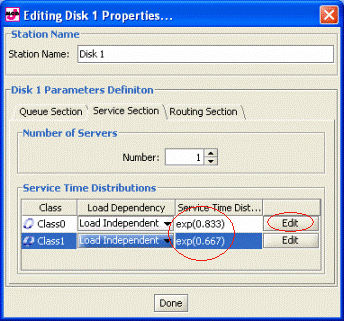 Editing Disk 1 Properties...
Station Name
Station Name: Disk 1
Disk 1 Parameters Definiton
Queue Section Service Section Routing Section
Number of Servers
Number: 1
Service Time Distributions
Class Load Dependency Service Time Dist...
Class0 Load Independent exp(0.833) Edit
Class1 Load Independent exp(0.667) Edit
Done